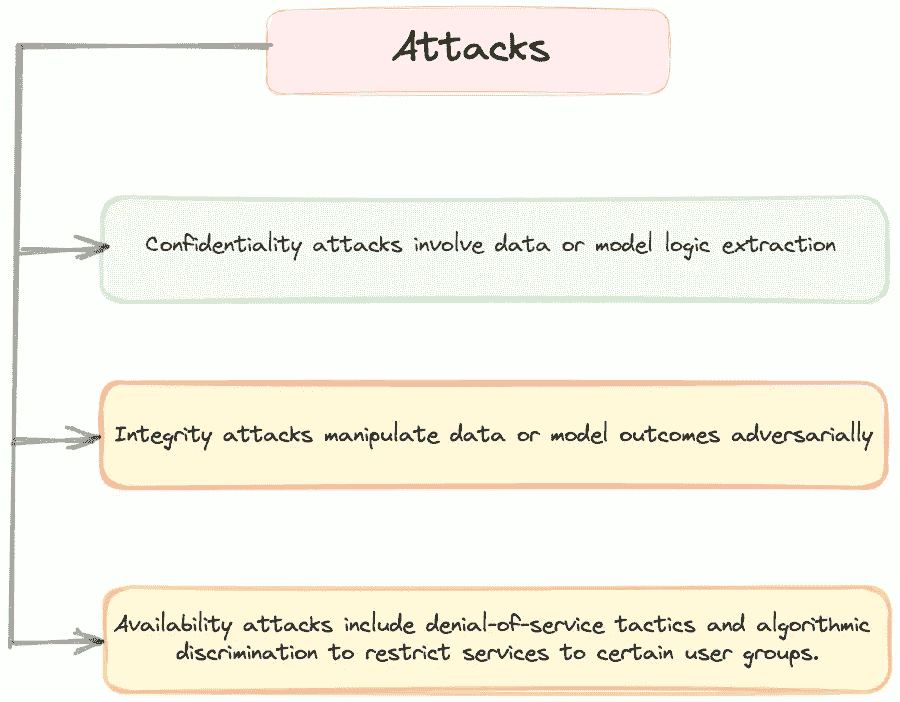 Attacks
Confidentiality attacks involve data or model logic extraction
Integrity attacks manipulate data or model outcomes adversarially
Availability attacks include denial-of-service tactics and algorithmic
discrimination to restrict services to certain user groups.